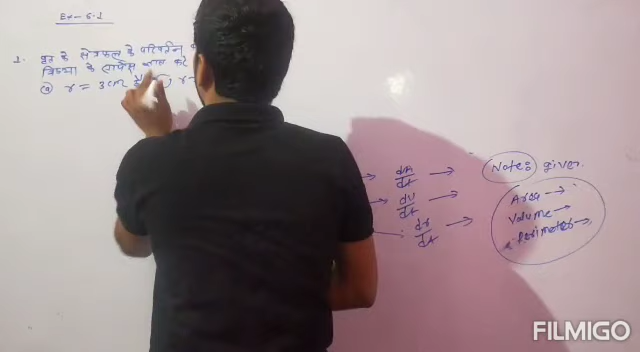 Ex-6.1
1. वृत्त के क्षेत्रफल के परिवर्तन
त्रिज्या के सापेक्ष ज्ञात करें
(a) r = 3cm
→ dA/dt → Note: given.
→ dV/dt → Area →
dr/dt → Volume →
Perimeter →
FILMIGO